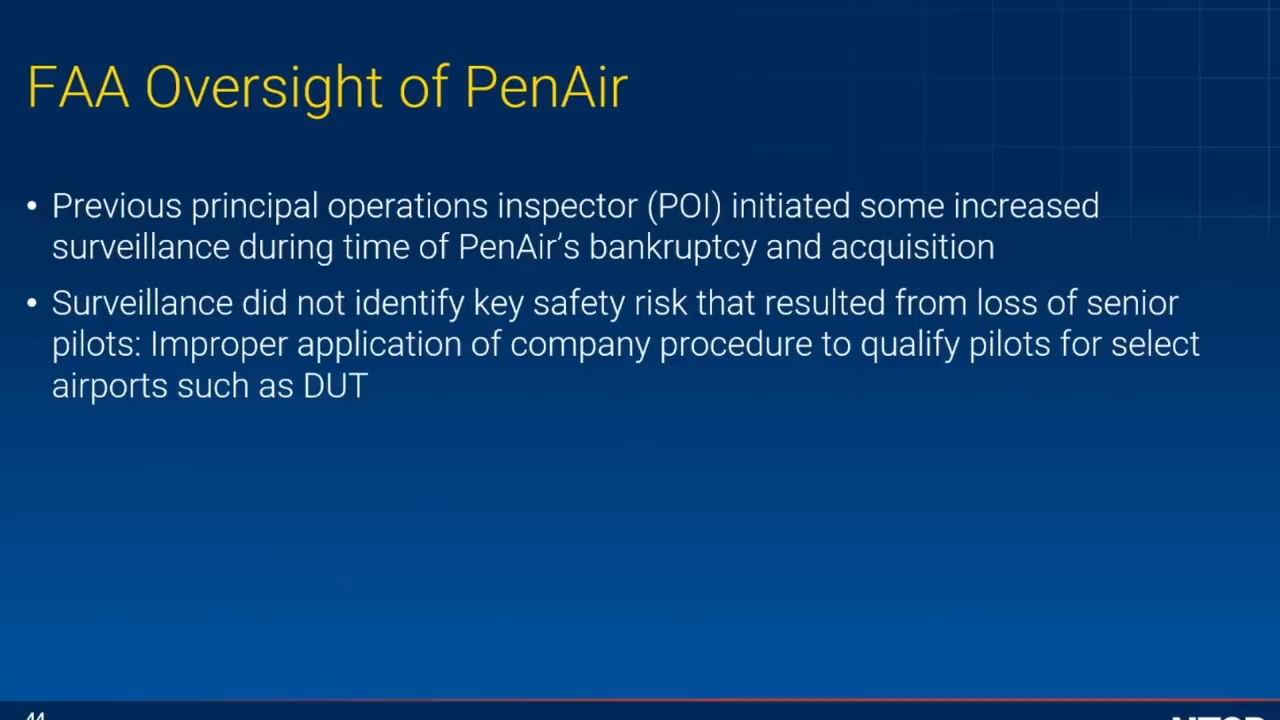 FAA Oversight of PenAir
• Previous principal operations inspector (POI) initiated some increased
surveillance during time of PenAir's bankruptcy and acquisition
• Surveillance did not identify key safety risk that resulted from loss of senior
pilots: Improper application of company procedure to qualify pilots for select
airports such as DUT
44
NTSB